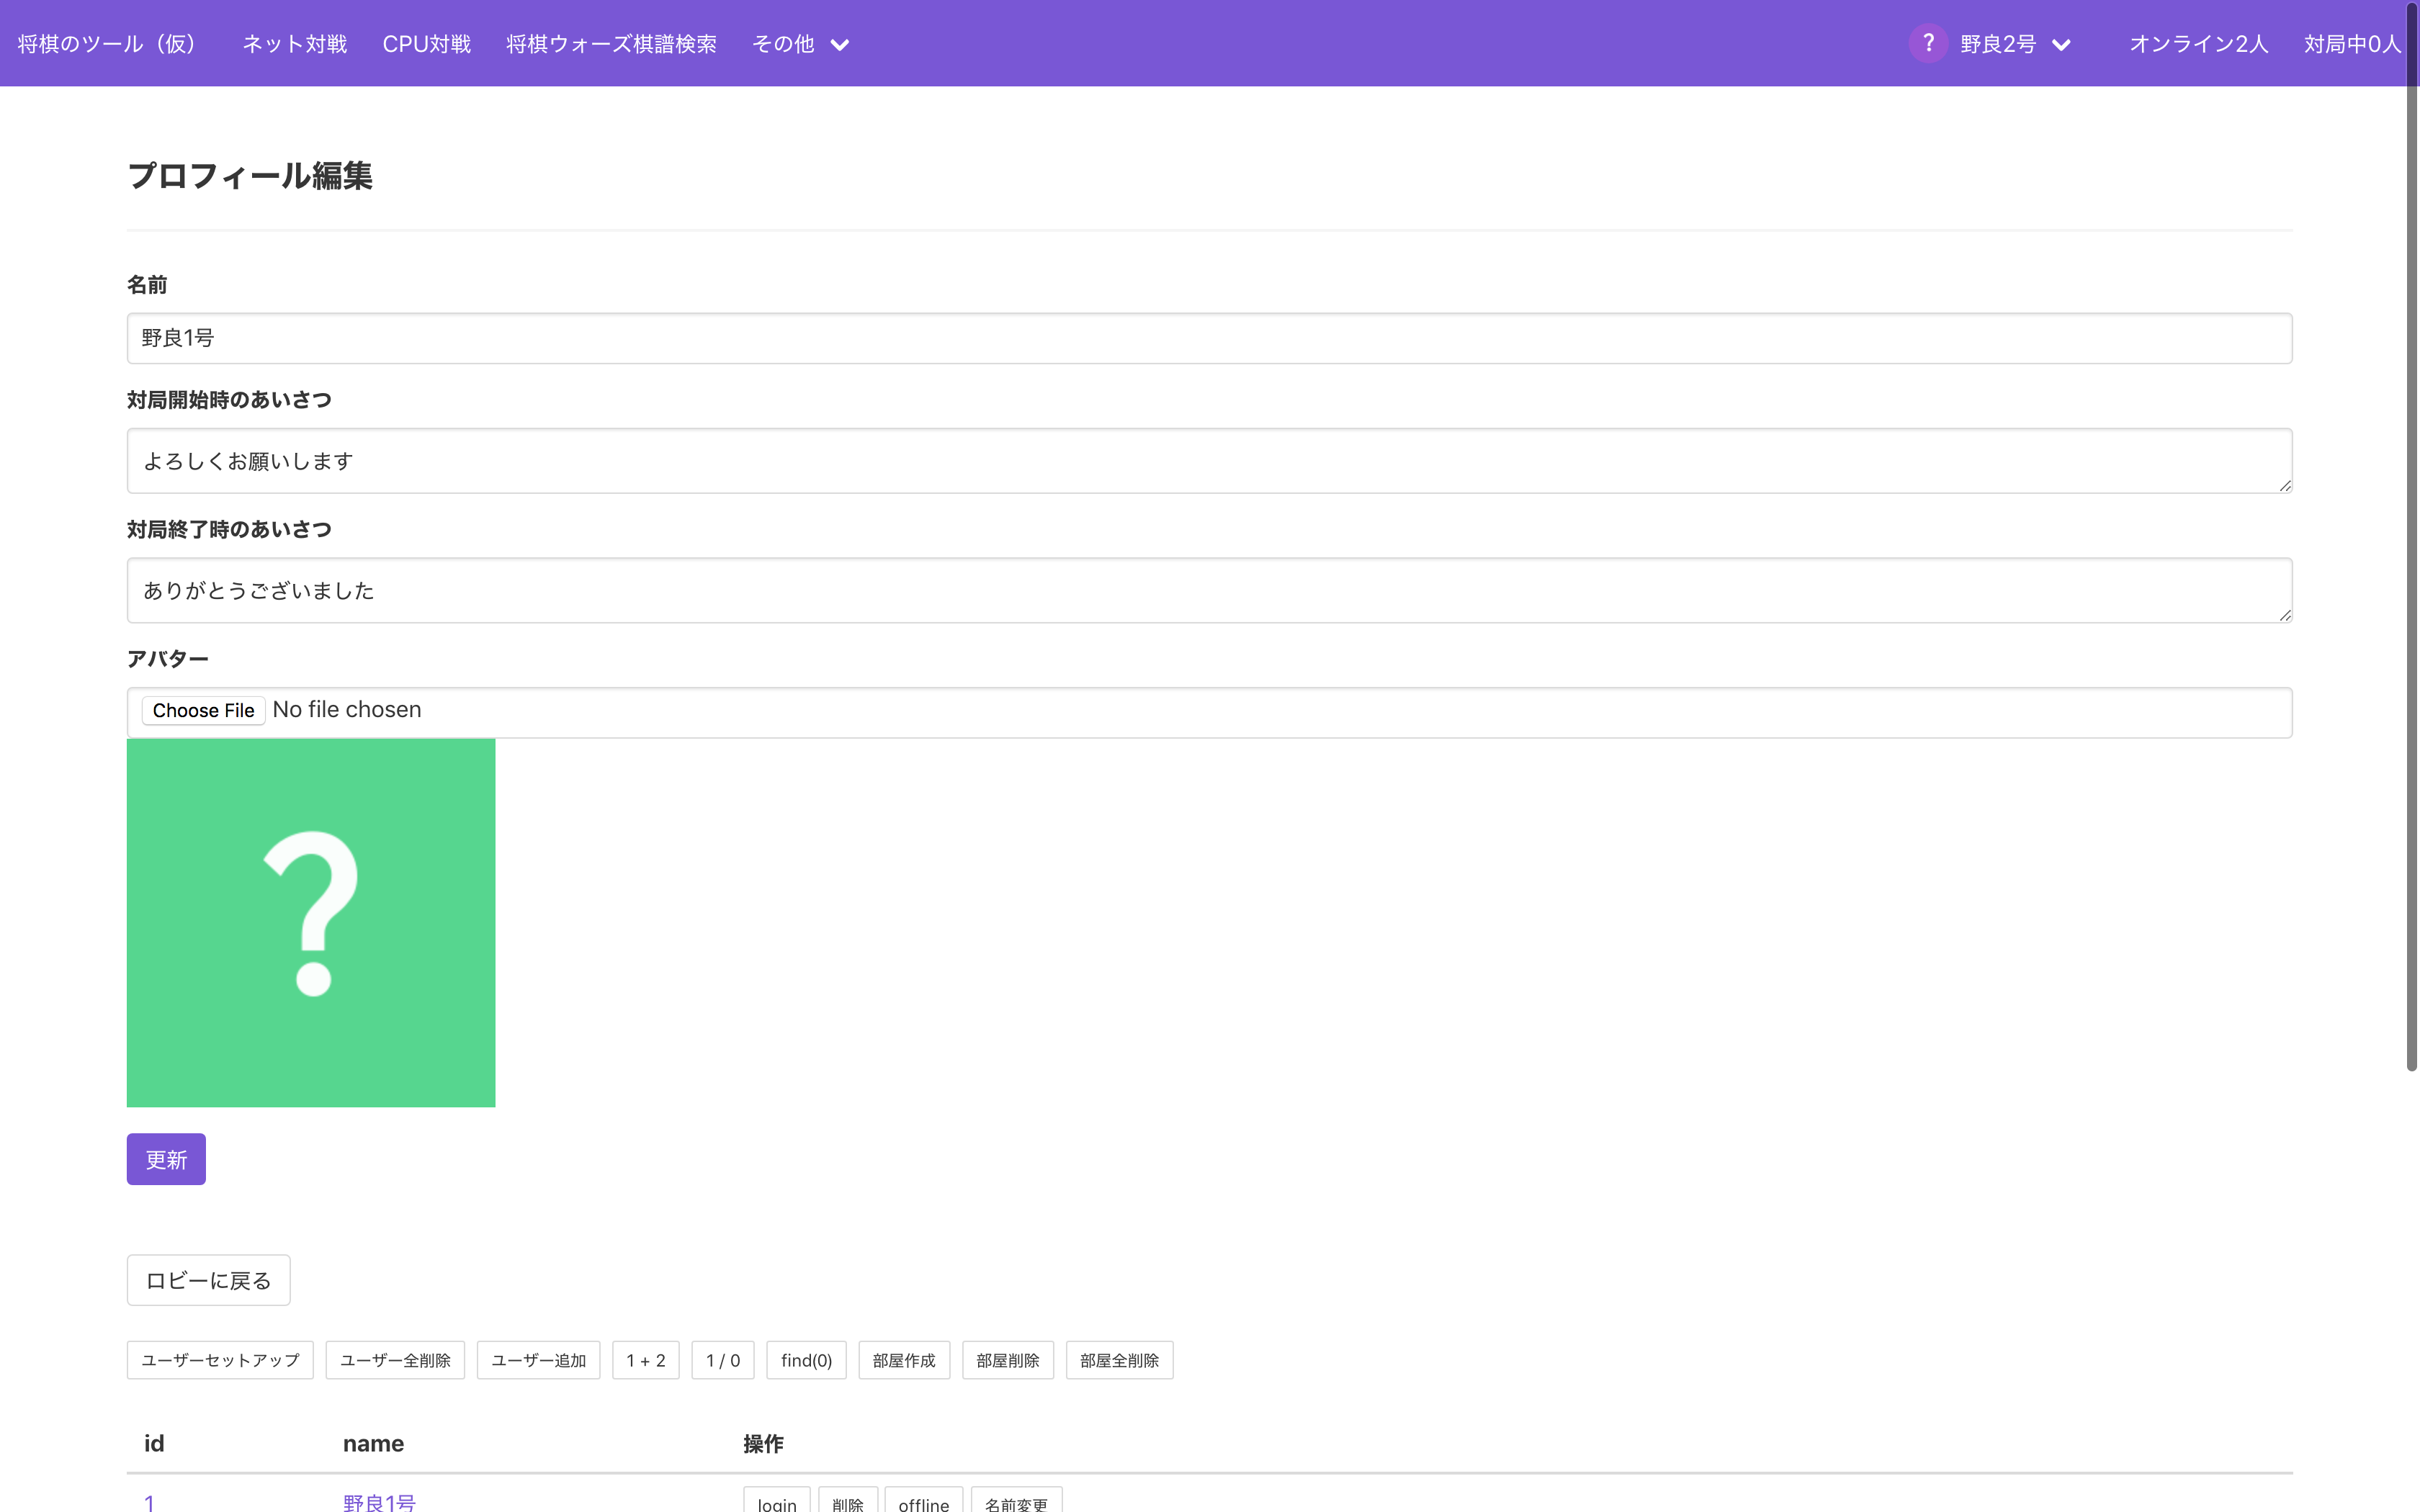 将棋のツール（仮） ネット対戦 CPU対戦 将棋ウォーズ棋譜検索 その他 ? 野良2号 オンライン2人 対局中0人
プロフィール編集
名前
野良1号
対局開始時のあいさつ
よろしくお願いします
対局終了時のあいさつ
ありがとうございました
アバター
Choose File No file chosen
?
更新
ロビーに戻る
ユーザーセットアップ ユーザー全削除 ユーザー追加 1 + 2 1 / 0 find(0) 部屋作成 部屋削除 部屋全削除
id name 操作
1 野良1号 login 削除 offline 名前変更